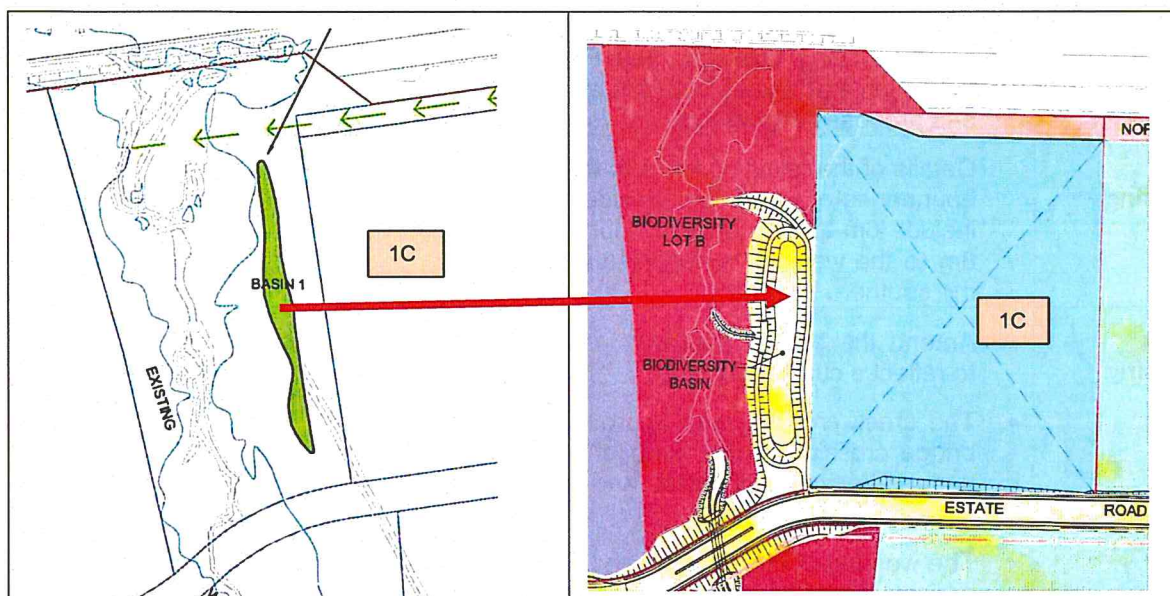 1C
BASIN 1
EXISTING
NOR
BIODIVERSITY
LOT B
1C
BIODIVERSITY
BASIN
ESTATE
ROAD